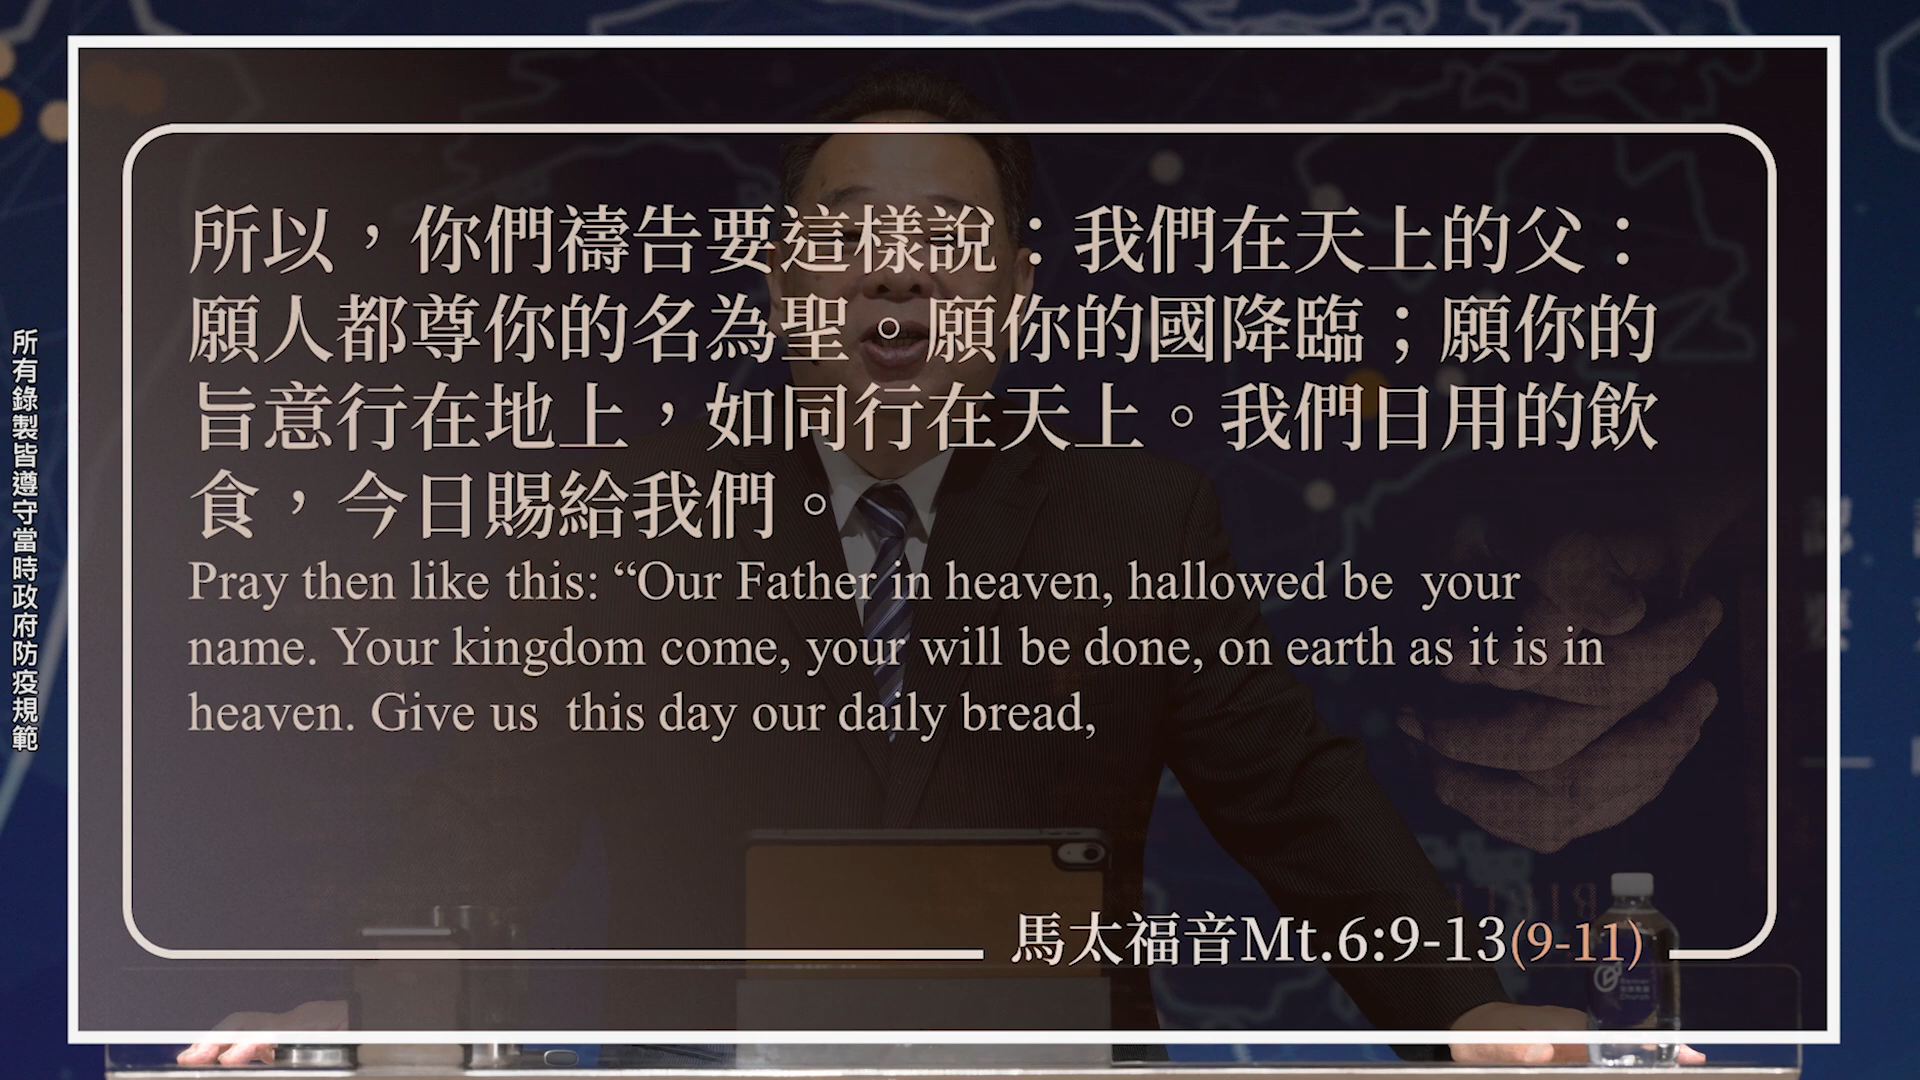 所以，你們禱告要這樣說：我們在天上的父：
願人都尊你的名為聖。願你的國降臨；願你的
旨意行在地上，如同行在天上。我們日用的飲
食，今日賜給我們。
Pray then like this: “Our Father in heaven, hallowed be  your
name. Your kingdom come, your will be done, on earth as it is in
heaven. Give us  this day our daily bread,
馬太福音Mt.6:9-13(9-11)
所有錄製皆遵守當時政府防疫規範